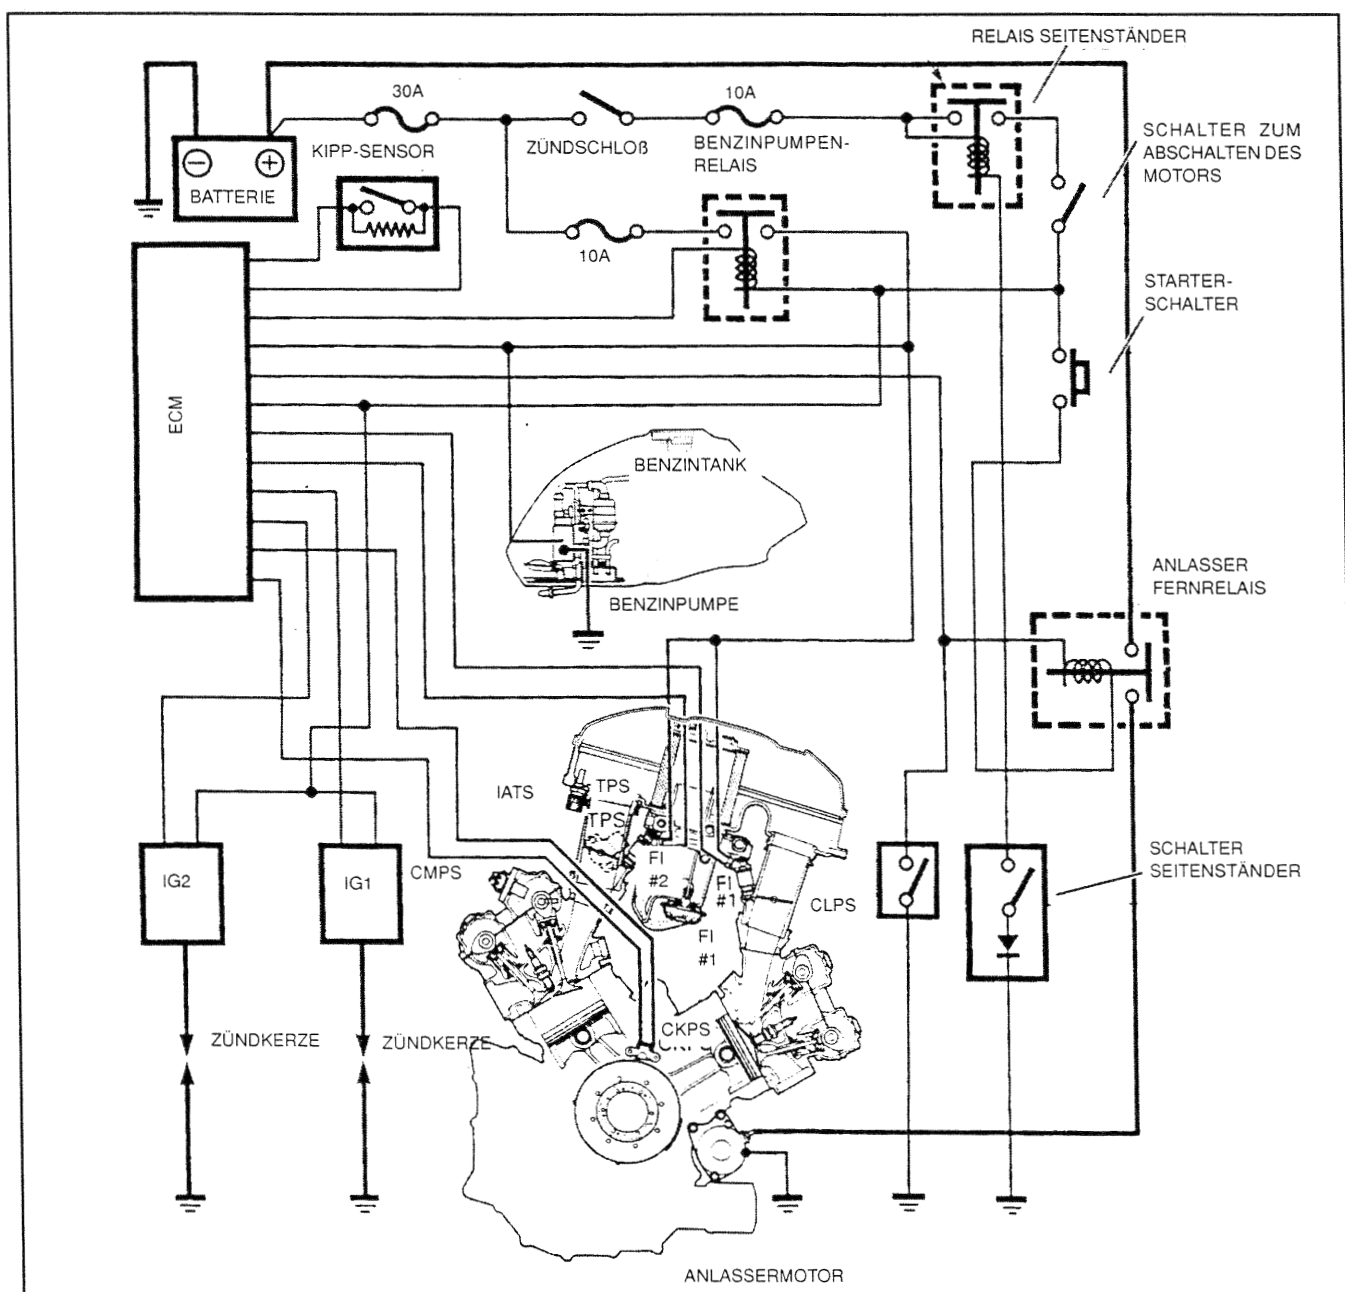 RELAIS SEITENSTÄNDER
30A
10A
KIPP-SENSOR
ZÜNDSCHLOß
BENZINPUMPEN-
RELAIS
SCHALTER ZUM
ABSCHALTEN DES
MOTORS
BATTERIE
10A
STARTER-
SCHALTER
ECM
BENZINTANK
BENZINPUMPE
ANLASSER
FERNRELAIS
IATS
TPS
TPS
FI
#2
FI
#1
CMPS
CLPS
SCHALTER
SEITENSTÄNDER
IG2
IG1
FI
#1
ZÜNDKERZE
ZÜNDKERZE
CKPS
CKPS
ANLASSERMOTOR